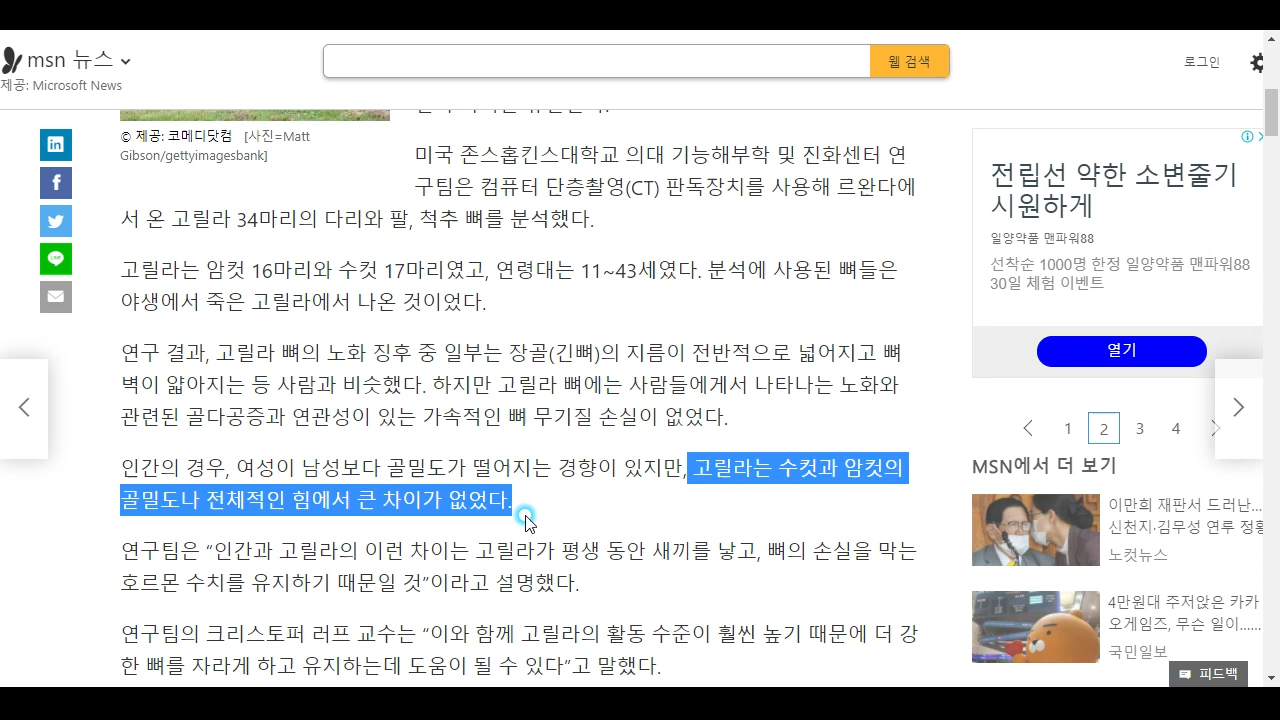 msn 뉴스
제공: Microsoft News
웹 검색
로그인
© 제공: 코메디닷컴 [사진=Matt
Gibson/gettyimagesbank]
미국 존스홉킨스대학교 의대 기능해부학 및 진화센터 연
구팀은 컴퓨터 단층촬영(CT) 판독장치를 사용해 르완다에
서 온 고릴라 34마리의 다리와 팔, 척추 뼈를 분석했다.
고릴라는 암컷 16마리와 수컷 17마리였고, 연령대는 11~43세였다. 분석에 사용된 뼈들은
야생에서 죽은 고릴라에서 나온 것이었다.
연구 결과, 고릴라 뼈의 노화 징후 중 일부는 장골(긴뼈)의 지름이 전반적으로 넓어지고 뼈
벽이 얇아지는 등 사람과 비슷했다. 하지만 고릴라 뼈에는 사람들에게서 나타나는 노화와
관련된 골다공증과 연관성이 있는 가속적인 뼈 무기질 손실이 없었다.
인간의 경우, 여성이 남성보다 골밀도가 떨어지는 경향이 있지만, 고릴라는 수컷과 암컷의
골밀도나 전체적인 힘에서 큰 차이가 없었다.
연구팀은 “인간과 고릴라의 이런 차이는 고릴라가 평생 동안 새끼를 낳고, 뼈의 손실을 막는
호르몬 수치를 유지하기 때문일 것”이라고 설명했다.
연구팀의 크리스토퍼 러프 교수는 “이와 함께 고릴라의 활동 수준이 훨씬 높기 때문에 더 강
한 뼈를 자라게 하고 유지하는데 도움이 될 수 있다”고 말했다.
전립선 약한 소변줄기
시원하게
일양약품 맨파워88
선착순 1000명 한정 일양약품 맨파워88
30일 체험 이벤트
열기
1 2 3 4
MSN에서 더 보기
이만희 재판서 드러난...
신천지·김무성 연루 정황
노컷뉴스
4만원대 주저앉은 카카
오게임즈, 무슨 일이......
국민일보
피드백
in
f
LINE